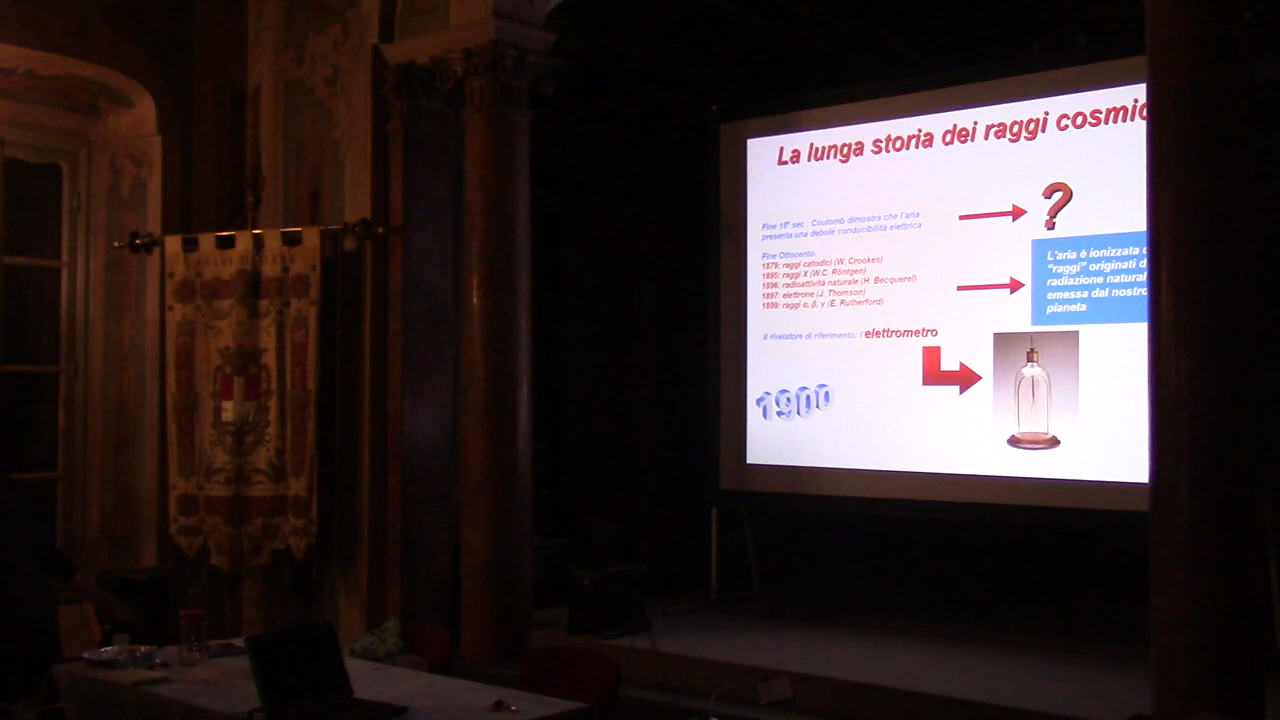 La lunga storia dei raggi cosmic
Fine 18° sec : Coulomb dimostra che l'aria
presenta una debole conducibilità elettrica
?
Fine Ottocento:
1879: raggi catodici (W. Crookes)
1895: raggi X (W.C. Röntgen)
1896: radioattività naturale (H. Becquerel)
1897: elettrone (J. Thomson)
1899: raggi α, β, γ (E. Rutherford)
L'aria è ionizzata
"raggi" originati d
radiazione natural
emessa dal nostro
pianeta
Il rivelatore di riferimento: l'elettrometro
1900